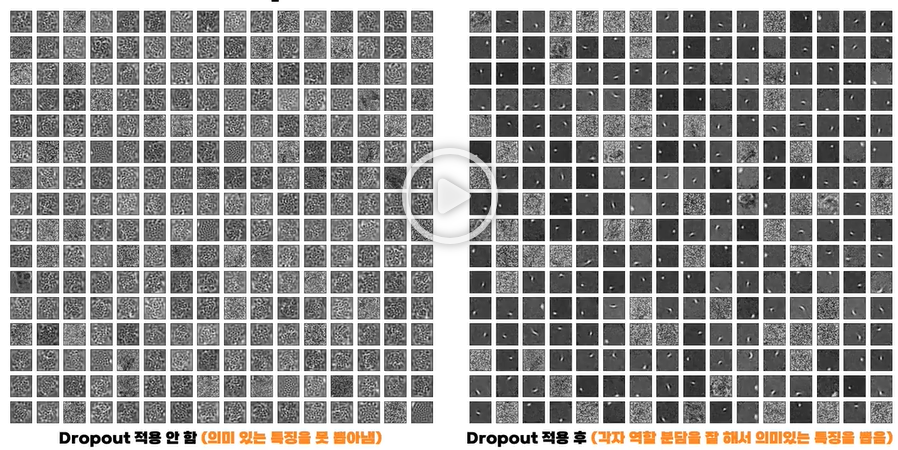 Dropout 적용 안 함 (의미 있는 특징을 못 뽑아냄)
Dropout 적용 후 (각자 역할 분담을 잘 해서 의미있는 특징을 뽑음)